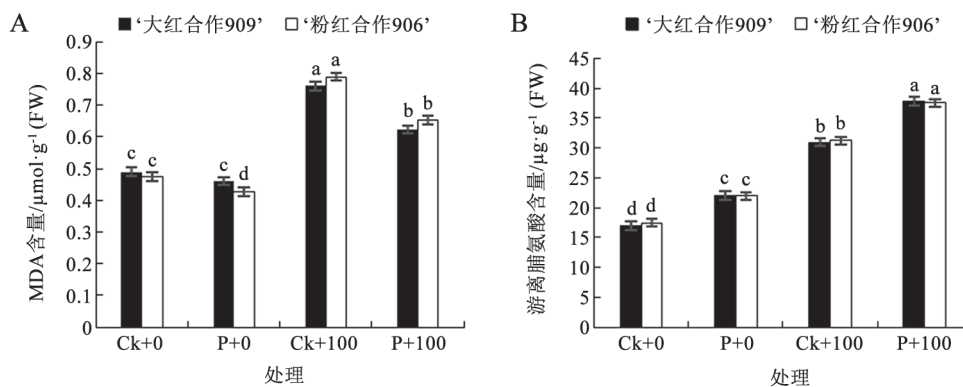 A
■‘大红合作909’ □‘粉红合作906’
MDA含量/μmol·g⁻¹ (FW)
0.9
0.8
0.7
0.6
0.5
0.4
0.3
0.2
0.1
0
c c
c d
a a
b b
Ck+0 P+0 Ck+100 P+100
处理
B
■‘大红合作909’ □‘粉红合作906’
游离脯氨酸含量/μg·g⁻¹ (FW)
45
40
35
30
25
20
15
10
5
0
d d
c c
b b
a a
Ck+0 P+0 Ck+100 P+100
处理